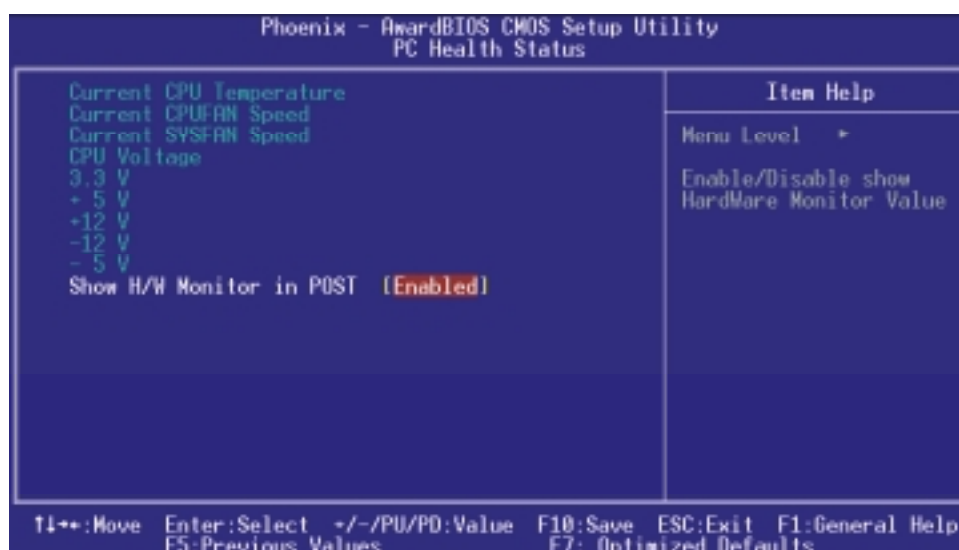 Phoenix - AwardBIOS CMOS Setup Utility
PC Health Status
Current CPU Temperature
Current CPUFAN Speed
Current SYSFAN Speed
CPU Voltage
3.3 V
+ 5 V
+12 V
-12 V
- 5 V
Show H/W Monitor in POST [Enabled]
Item Help
Menu Level ►
Enable/Disable show
HardWare Monitor Value
↑↓→←:Move Enter:Select +/-/PU/PD:Value F10:Save ESC:Exit F1:General Help
F5:Previous Values F7: Optimized Defaults